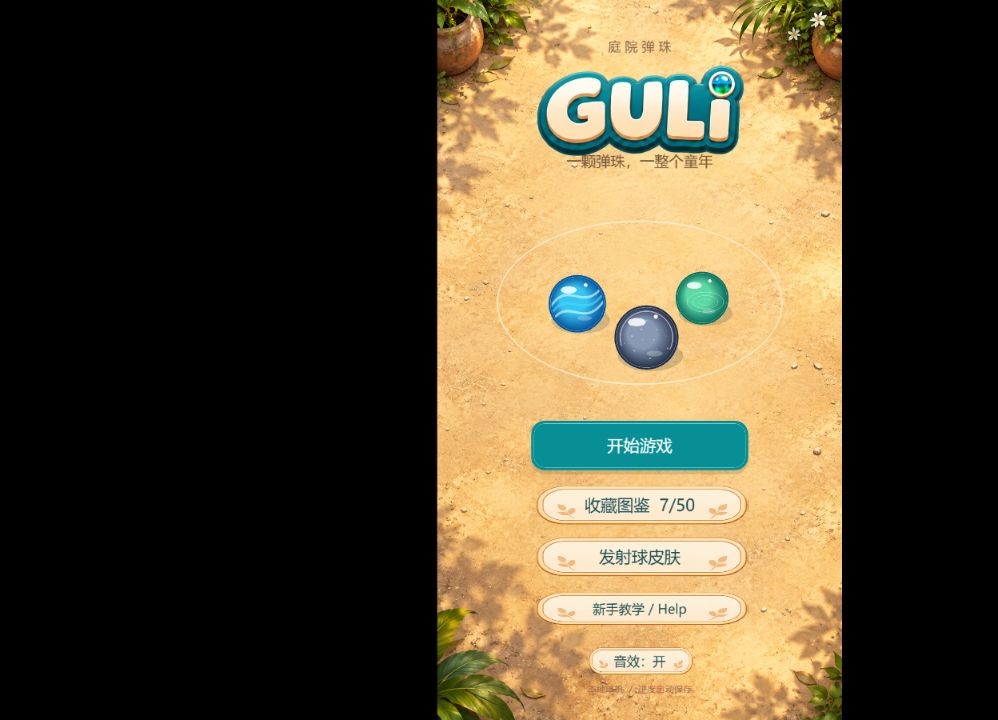 庭院弹珠
GULi
一颗弹珠，一整个童年
开始游戏
收藏图鉴 7/50
发射球皮肤
新手教学 / Help
音效：开